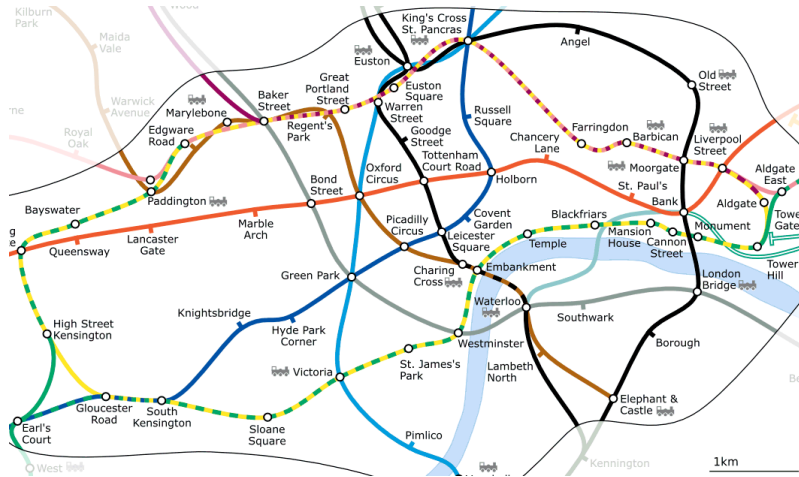 Kilburn
Park
Maida
Vale
Warwick
Avenue
Royal
Oak
Edgware
Road
Marylebone
Baker
Street
Great
Portland
Street
Regent's
Park
Euston
King's Cross
St. Pancras
Euston
Square
Warren
Street
Goodge
Street
Russell
Square
Angel
Old
Street
Farringdon
Barbican
Liverpool
Street
Moorgate
Aldgate
East
Aldgate
Tower
Hill
Chancery
Lane
Tottenham
Court Road
Holborn
St. Paul's
Bank
Oxford
Circus
Bond
Street
Paddington
Bayswater
Queensway
Lancaster
Gate
Marble
Arch
Picadilly
Circus
Covent
Garden
Leicester
Square
Blackfriars
Temple
Mansion
House
Cannon
Street
Monument
Green Park
Charing
Cross
Embankment
Waterloo
London
Bridge
Southwark
Borough
Knightsbridge
Hyde Park
Corner
High Street
Kensington
Westminster
St. James's
Park
Victoria
Lambeth
North
Elephant &
Castle
Gloucester
Road
South
Kensington
Sloane
Square
Earl's
Court
Pimlico
West
Kennington
1km